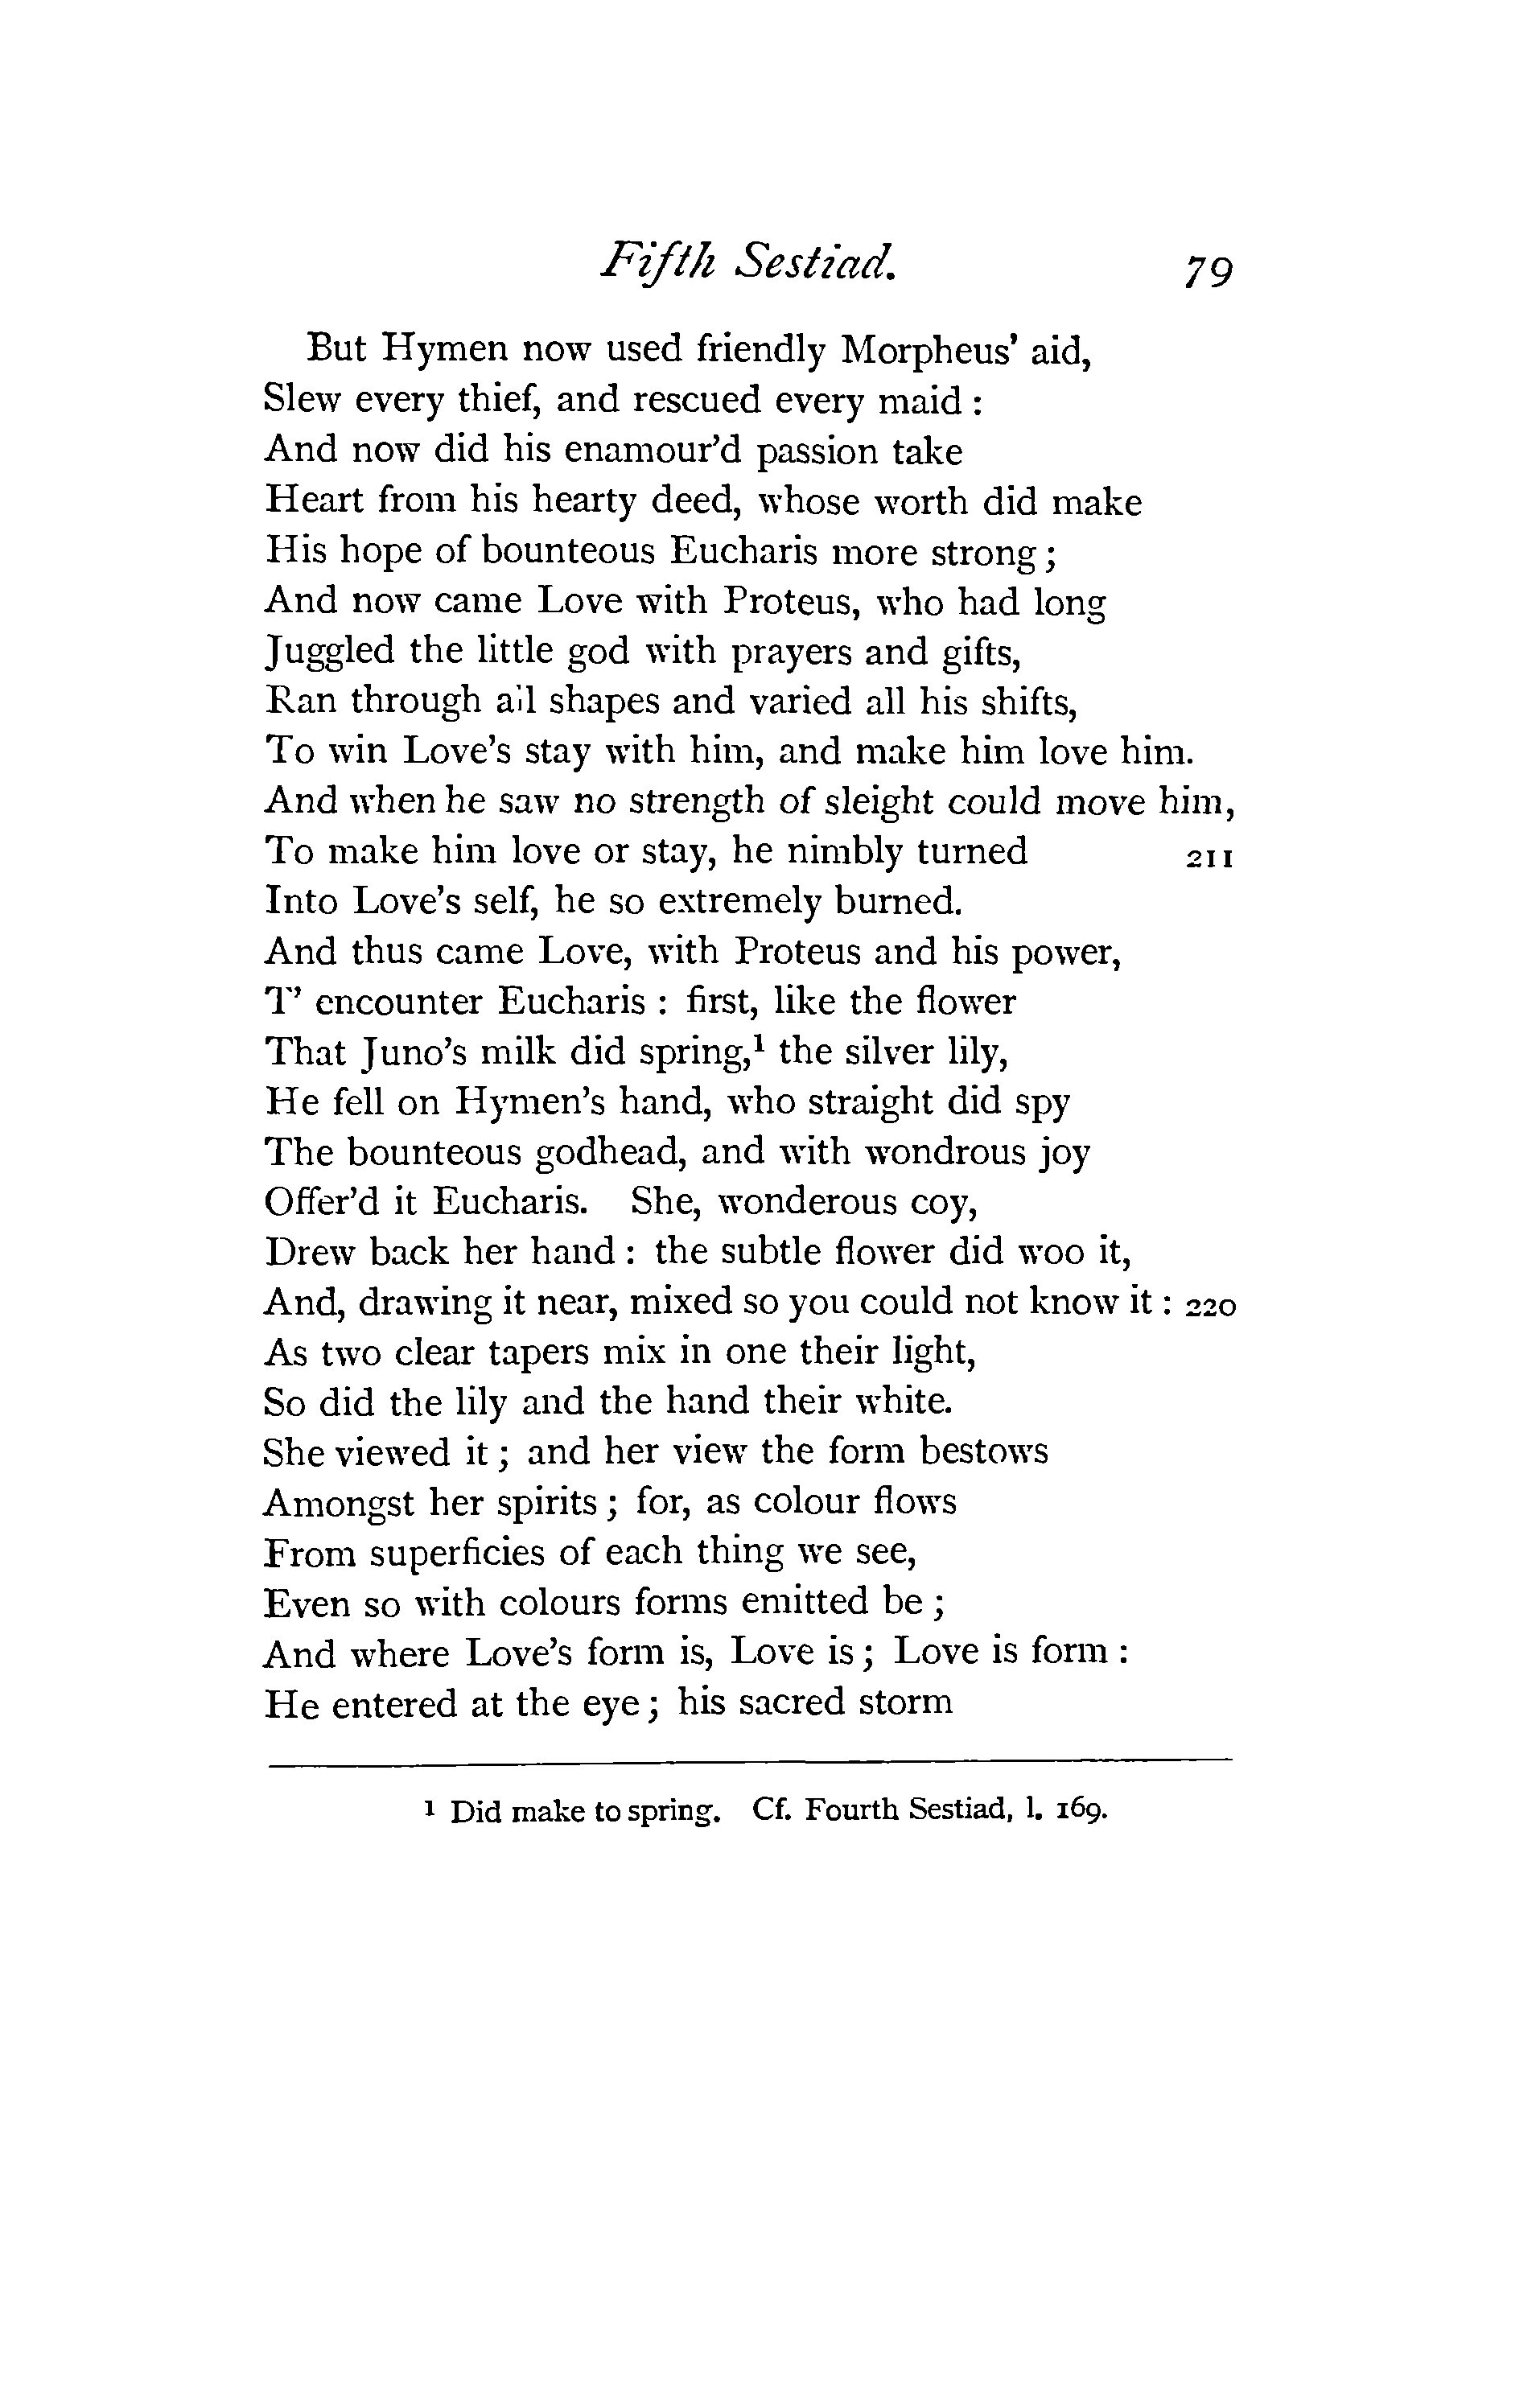 Fifth Sestiad. 79
But Hymen now used friendly Morpheus’ aid,
Slew every thief, and rescued every maid :
And now did his enamour’d passion take
Heart from his hearty deed, whose worth did make
His hope of bounteous Eucharis more strong ;
And now came Love with Proteus, who had long
Juggled the little god with prayers and gifts,
Ran through all shapes and varied all his shifts,
To win Love’s stay with him, and make him love him.
And when he saw no strength of sleight could move him,
To make him love or stay, he nimbly turned 211
Into Love’s self, he so extremely burned.
And thus came Love, with Proteus and his power,
T’ encounter Eucharis : first, like the flower
That Juno’s milk did spring,¹ the silver lily,
He fell on Hymen’s hand, who straight did spy
The bounteous godhead, and with wondrous joy
Offer’d it Eucharis. She, wonderous coy,
Drew back her hand : the subtle flower did woo it,
And, drawing it near, mixed so you could not know it : 220
As two clear tapers mix in one their light,
So did the lily and the hand their white.
She viewed it ; and her view the form bestows
Amongst her spirits ; for, as colour flows
From superficies of each thing we see,
Even so with colours forms emitted be ;
And where Love’s form is, Love is ; Love is form :
He entered at the eye ; his sacred storm
¹ Did make to spring. Cf. Fourth Sestiad, l. 169.